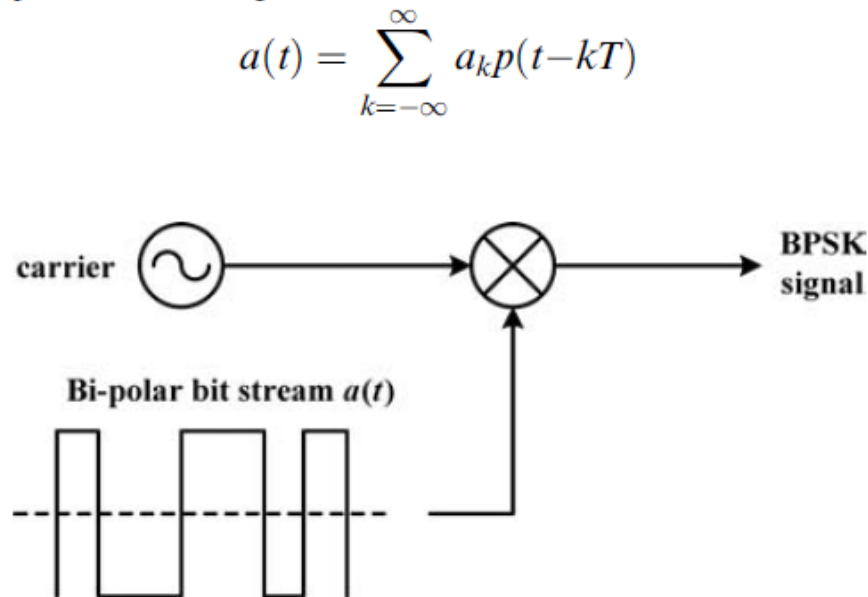 a(t) = ∑_{k=−∞}^{∞} a_k p(t−kT)
carrier
BPSK
signal
Bi-polar bit stream a(t)